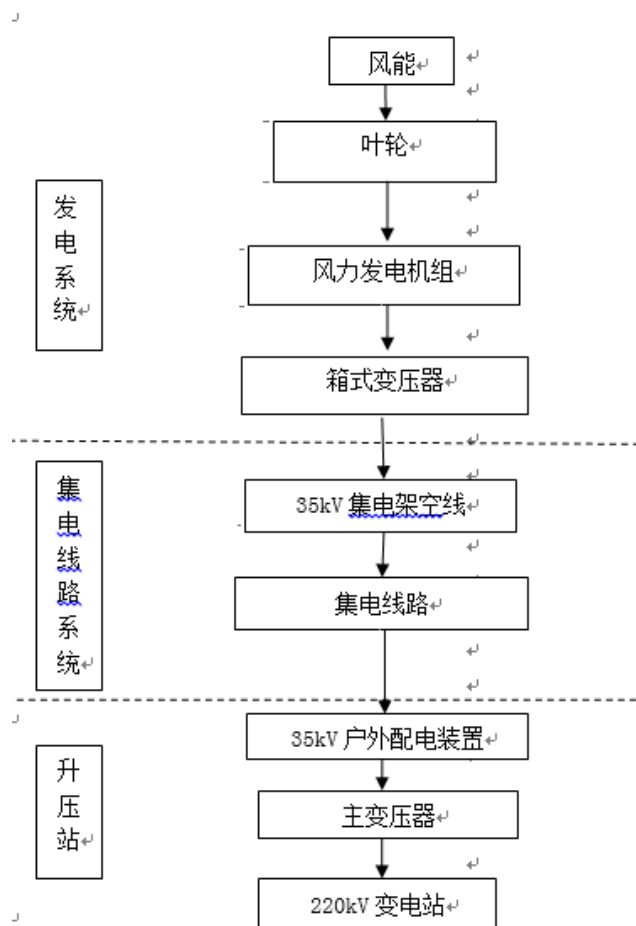 风能
叶轮
发电系统
风力发电机组
箱式变压器
集电线路系统
35kV 集电架空线
集电线路
35kV 户外配电装置
升压站
主变压器
220kV 变电站